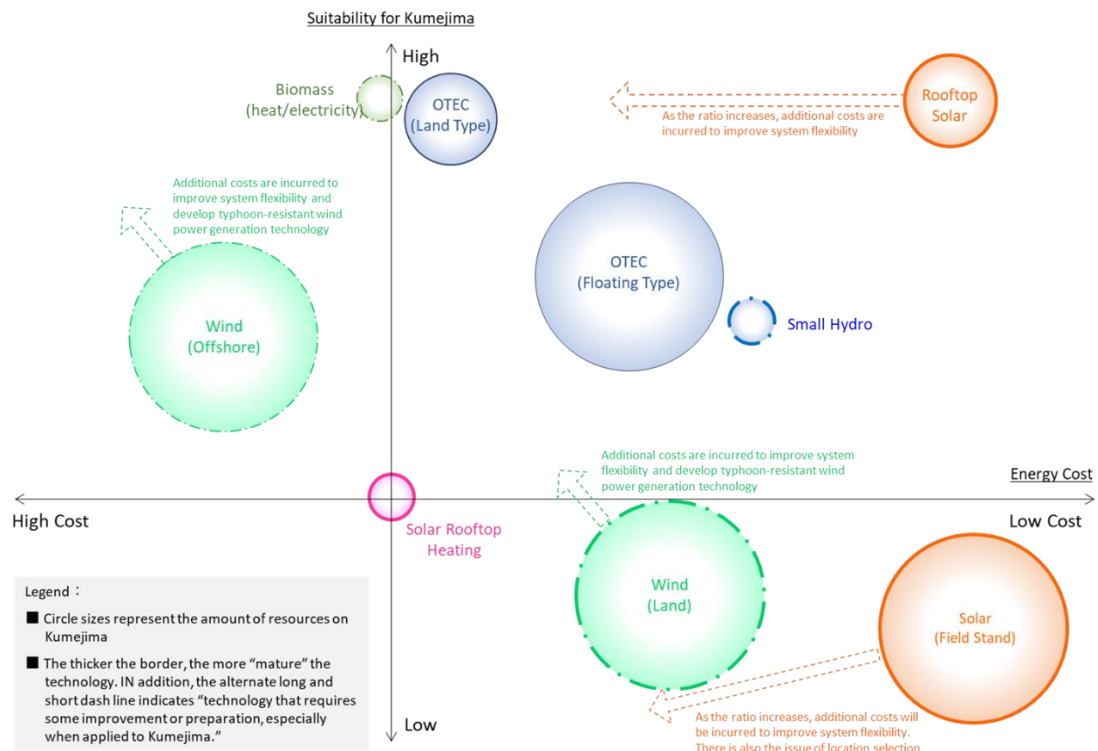 Suitability for Kumejima
High
Biomass
(heat/electricity)
OTEC
(Land Type)
As the ratio increases, additional costs are
incurred to improve system flexibility
Rooftop
Solar
Additional costs are incurred to
improve system flexibility and
develop typhoon-resistant wind
power generation technology
OTEC
(Floating Type)
Wind
(Offshore)
Small Hydro
Additional costs are incurred to improve system
flexibility and develop typhoon-resistant wind
power generation technology
Energy Cost
High Cost
Low Cost
Solar Rooftop
Heating
Wind
(Land)
Solar
(Field Stand)
Legend :
■ Circle sizes represent the amount of resources on
Kumejima
■ The thicker the border, the more “mature” the
technology. IN addition, the alternate long and
short dash line indicates “technology that requires
some improvement or preparation, especially
when applied to Kumejima.”
Low
As the ratio increases, additional costs will
be incurred to improve system flexibility.
There is also the issue of location selection